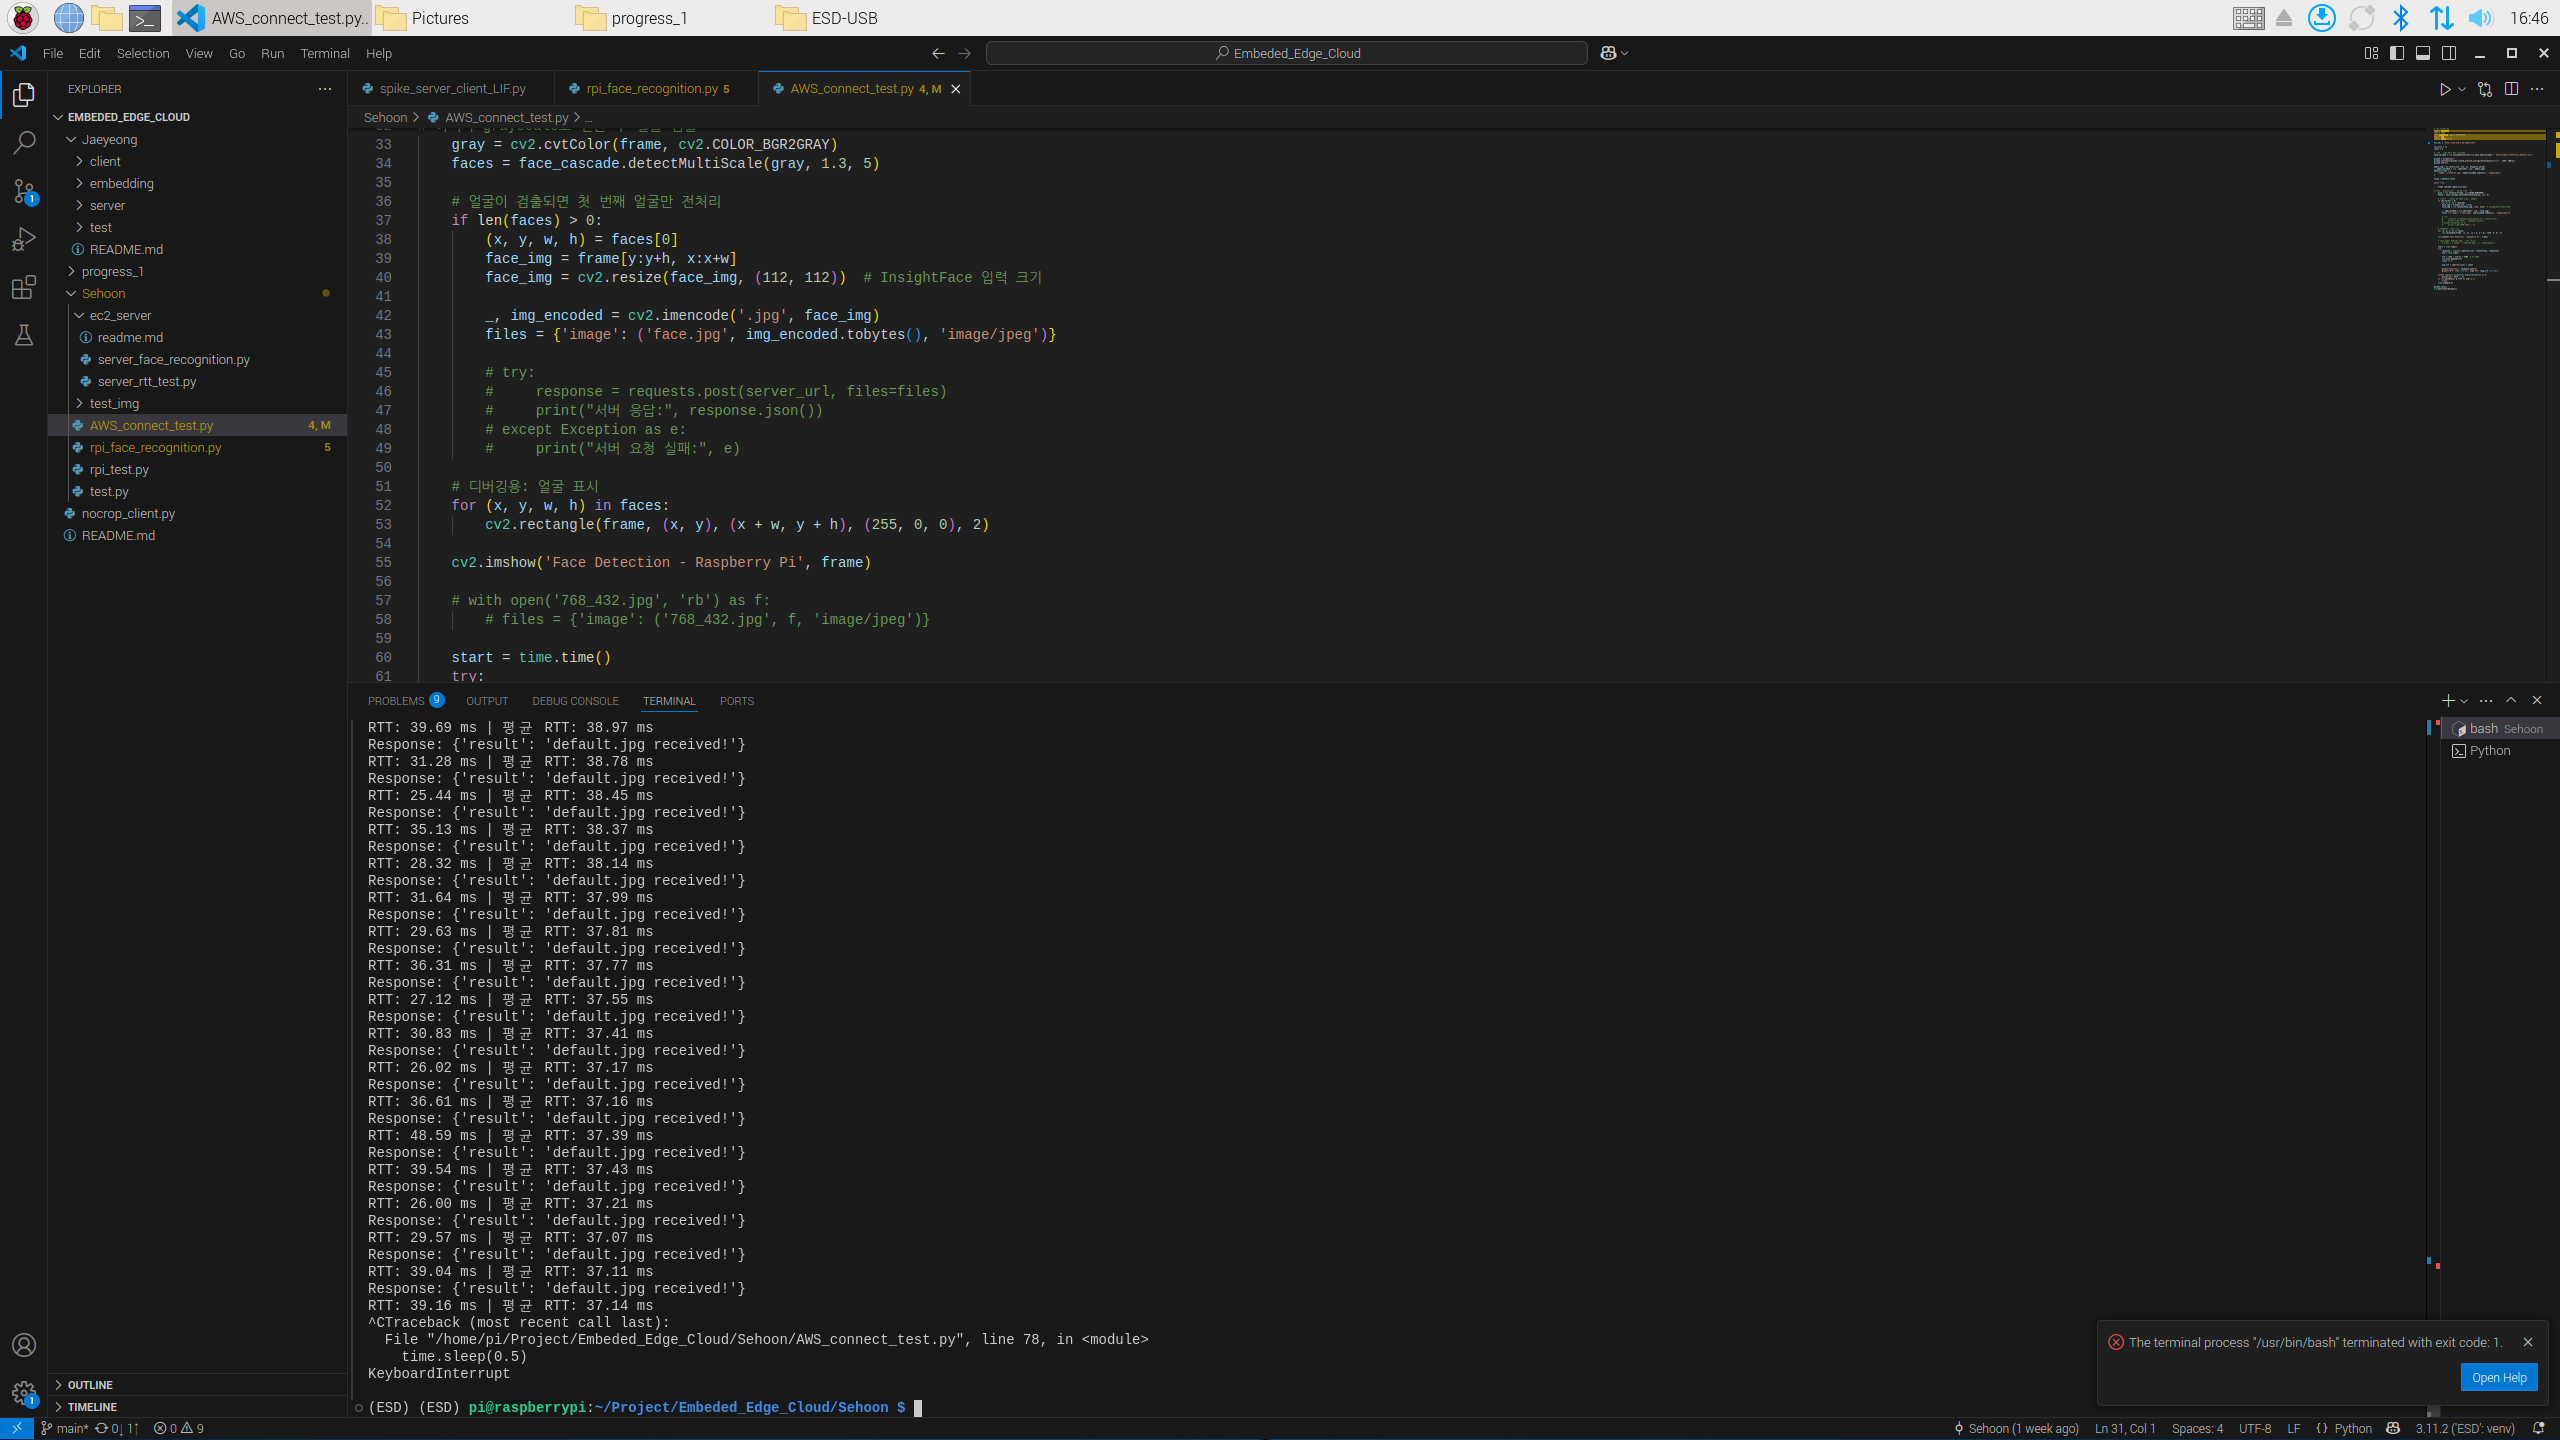 AWS_connect_test.py...
Pictures
progress_1
ESD-USB
16:46
File Edit Selection View Go Run Terminal Help
Embeded_Edge_Cloud
EXPLORER
EMBEDED_EDGE_CLOUD
Jaeyeong
client
embedding
server
test
README.md
progress_1
Sehoon
ec2_server
readme.md
server_face_recognition.py
server_rtt_test.py
test_img
AWS_connect_test.py 4, M
rpi_face_recognition.py 5
rpi_test.py
test.py
nocrop_client.py
README.md
OUTLINE
TIMELINE
spike_server_client_LIF.py
rpi_face_recognition.py 5
AWS_connect_test.py 4, M
Sehoon > AWS_connect_test.py > ...
33 gray = cv2.cvtColor(frame, cv2.COLOR_BGR2GRAY)
34 faces = face_cascade.detectMultiScale(gray, 1.3, 5)
35
36 # 얼굴이 검출되면 첫 번째 얼굴만 전처리
37 if len(faces) > 0:
38 (x, y, w, h) = faces[0]
39 face_img = frame[y:y+h, x:x+w]
40 face_img = cv2.resize(face_img, (112, 112))  # InsightFace 입력 크기
41
42 _, img_encoded = cv2.imencode('.jpg', face_img)
43 files = {'image': ('face.jpg', img_encoded.tobytes(), 'image/jpeg')}
44
45 # try:
46 #     response = requests.post(server_url, files=files)
47 #     print("서버 응답:", response.json())
48 # except Exception as e:
49 #     print("서버 요청 실패:", e)
50
51 # 디버깅용: 얼굴 표시
52 for (x, y, w, h) in faces:
53 cv2.rectangle(frame, (x, y), (x + w, y + h), (255, 0, 0), 2)
54
55 cv2.imshow('Face Detection - Raspberry Pi', frame)
56
57 # with open('768_432.jpg', 'rb') as f:
58 # files = {'image': ('768_432.jpg', f, 'image/jpeg')}
59
60 start = time.time()
61 try:
PROBLEMS 9 OUTPUT DEBUG CONSOLE TERMINAL PORTS
RTT: 39.69 ms | 평균 RTT: 38.97 ms
Response: {'result': 'default.jpg received!'}
RTT: 31.28 ms | 평균 RTT: 38.78 ms
Response: {'result': 'default.jpg received!'}
RTT: 25.44 ms | 평균 RTT: 38.45 ms
Response: {'result': 'default.jpg received!'}
RTT: 35.13 ms | 평균 RTT: 38.37 ms
Response: {'result': 'default.jpg received!'}
RTT: 28.32 ms | 평균 RTT: 38.14 ms
Response: {'result': 'default.jpg received!'}
RTT: 31.64 ms | 평균 RTT: 37.99 ms
Response: {'result': 'default.jpg received!'}
RTT: 29.63 ms | 평균 RTT: 37.81 ms
Response: {'result': 'default.jpg received!'}
RTT: 36.31 ms | 평균 RTT: 37.77 ms
Response: {'result': 'default.jpg received!'}
RTT: 27.12 ms | 평균 RTT: 37.55 ms
Response: {'result': 'default.jpg received!'}
RTT: 30.83 ms | 평균 RTT: 37.41 ms
Response: {'result': 'default.jpg received!'}
RTT: 26.02 ms | 평균 RTT: 37.17 ms
Response: {'result': 'default.jpg received!'}
RTT: 36.61 ms | 평균 RTT: 37.16 ms
Response: {'result': 'default.jpg received!'}
RTT: 48.59 ms | 평균 RTT: 37.39 ms
Response: {'result': 'default.jpg received!'}
RTT: 39.54 ms | 평균 RTT: 37.43 ms
Response: {'result': 'default.jpg received!'}
RTT: 26.00 ms | 평균 RTT: 37.21 ms
Response: {'result': 'default.jpg received!'}
RTT: 29.57 ms | 평균 RTT: 37.07 ms
Response: {'result': 'default.jpg received!'}
RTT: 39.04 ms | 평균 RTT: 37.11 ms
Response: {'result': 'default.jpg received!'}
RTT: 39.16 ms | 평균 RTT: 37.14 ms
^CTraceback (most recent call last):
File "/home/pi/Project/Embeded_Edge_Cloud/Sehoon/AWS_connect_test.py", line 78, in <module>
time.sleep(0.5)
KeyboardInterrupt
(ESD) (ESD) pi@raspberrypi:~/Project/Embeded_Edge_Cloud/Sehoon $
bash Sehoon
Python
The terminal process "/usr/bin/bash" terminated with exit code: 1.
Open Help
main* 0↓ 1↑ 0 9
Sehoon (1 week ago) Ln 31, Col 1 Spaces: 4 UTF-8 LF {} Python 3.11.2 ('ESD': venv)